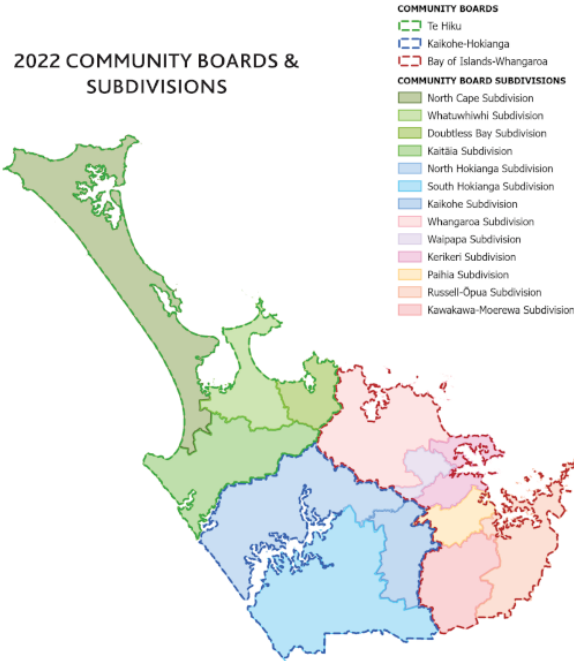 2022 COMMUNITY BOARDS &
SUBDIVISIONS
COMMUNITY BOARDS
Te Hiku
Kaikohe-Hokianga
Bay of Islands-Whangaroa
COMMUNITY BOARD SUBDIVISIONS
North Cape Subdivision
Whatuwhiwhi Subdivision
Doubtless Bay Subdivision
Kaitāia Subdivision
North Hokianga Subdivision
South Hokianga Subdivision
Kaikohe Subdivision
Whangaroa Subdivision
Waipapa Subdivision
Kerikeri Subdivision
Paihia Subdivision
Russell-Ōpua Subdivision
Kawakawa-Moerewa Subdivision